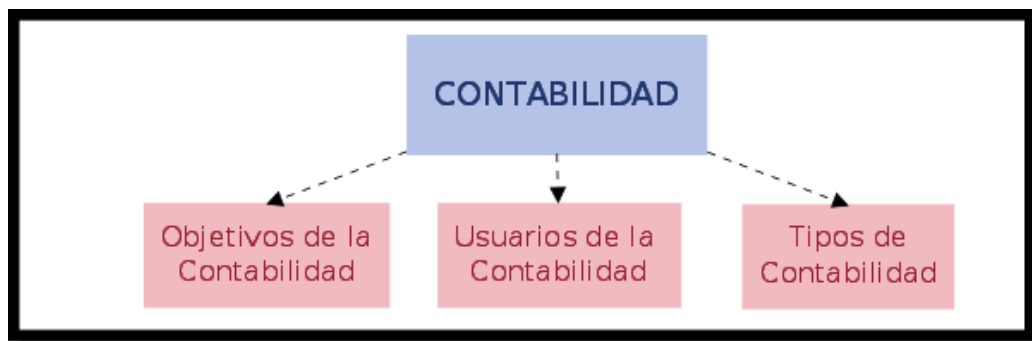 CONTABILIDAD
Objetivos de la
Contabilidad
Usuarios de la
Contabilidad
Tipos de
Contabilidad